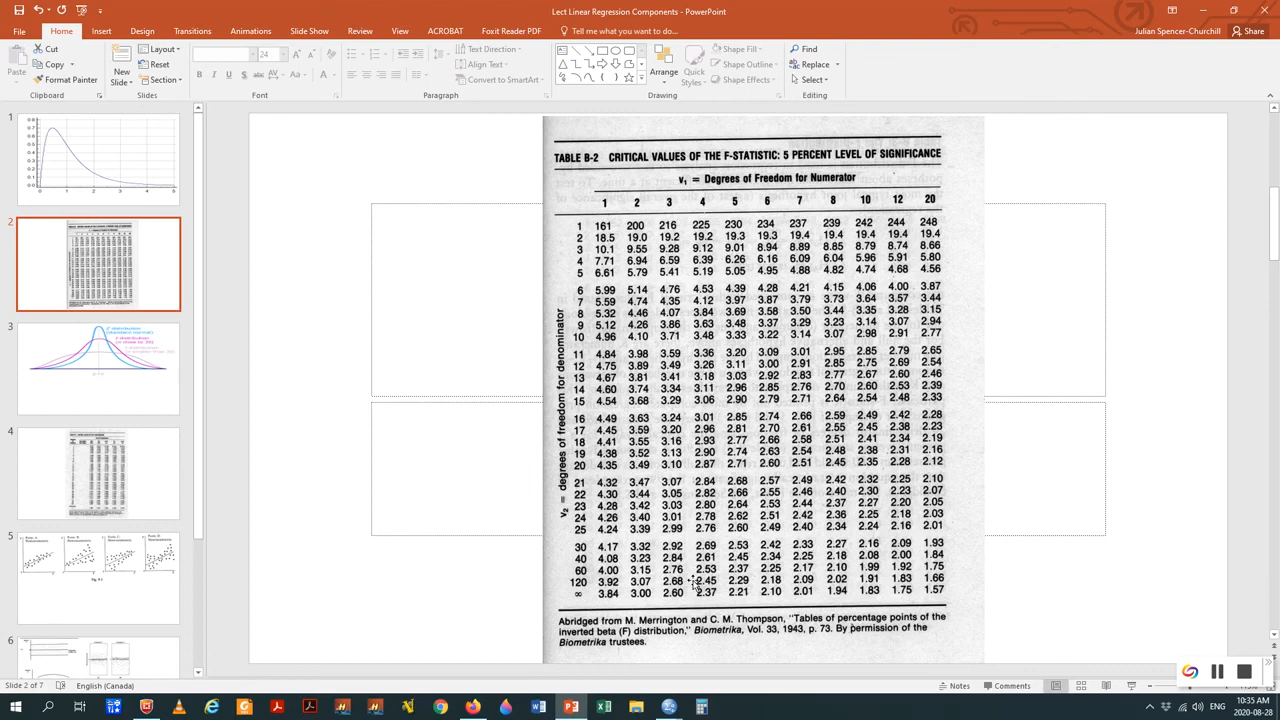 Lect Linear Regression - PowerPoint
Julian Spencer-Churchill
Share
File Home Insert Design Transitions Animations Slide Show Review View ACROBAT Foxit Reader PDF Tell me what you want to do...
Paste
Cut
Copy
Format Painter
Clipboard
New
Slide
Layout
Reset
Section
Slides
24
Font
Text Direction
Align Text
Convert to SmartArt
Paragraph
Arrange
Quick
Styles
Shape Fill
Shape Outline
Shape Effects
Drawing
Find
Replace
Select
Editing
1
2
3
5
6
TABLE B-2 CRITICAL VALUES OF THE F-STATISTIC: 5 PERCENT LEVEL OF SIGNIFICANCE
v₁ = Degrees of Freedom for Numerator
1 2 3 4 5 6 7 8 10 12 20
v₂ = degrees of freedom for denominator
1 161 200 216 225 230 234 237 239 242 244 248
2 18.5 19.0 19.2 19.2 19.3 19.3 19.4 19.4 19.4 19.4 19.4
3 10.1 9.55 9.28 9.12 9.01 8.94 8.89 8.85 8.79 8.74 8.66
4 7.71 6.94 6.59 6.39 6.26 6.16 6.09 6.04 5.96 5.91 5.80
5 6.61 5.79 5.41 5.19 5.05 4.95 4.88 4.82 4.74 4.68 4.56
6 5.99 5.14 4.76 4.53 4.39 4.28 4.21 4.15 4.06 4.00 3.87
7 5.59 4.74 4.35 4.12 3.97 3.87 3.79 3.73 3.64 3.57 3.44
8 5.32 4.46 4.07 3.84 3.69 3.58 3.50 3.44 3.35 3.28 3.15
9 5.12 4.26 3.86 3.63 3.48 3.37 3.29 3.23 3.14 3.07 2.94
10 4.96 4.10 3.71 3.48 3.33 3.22 3.14 3.07 2.98 2.91 2.77
11 4.84 3.98 3.59 3.36 3.20 3.09 3.01 2.95 2.85 2.79 2.65
12 4.75 3.89 3.49 3.26 3.11 3.00 2.91 2.85 2.75 2.69 2.54
13 4.67 3.81 3.41 3.18 3.03 2.92 2.83 2.77 2.67 2.60 2.46
14 4.60 3.74 3.34 3.11 2.96 2.85 2.76 2.70 2.60 2.53 2.39
15 4.54 3.68 3.29 3.06 2.90 2.79 2.71 2.64 2.54 2.48 2.33
16 4.49 3.63 3.24 3.01 2.85 2.74 2.66 2.59 2.49 2.42 2.28
17 4.45 3.59 3.20 2.96 2.81 2.70 2.61 2.55 2.45 2.38 2.23
18 4.41 3.55 3.16 2.93 2.77 2.66 2.58 2.51 2.41 2.34 2.19
19 4.38 3.52 3.13 2.90 2.74 2.63 2.54 2.48 2.38 2.31 2.16
20 4.35 3.49 3.10 2.87 2.71 2.60 2.51 2.45 2.35 2.28 2.12
21 4.32 3.47 3.07 2.84 2.68 2.57 2.49 2.42 2.32 2.25 2.10
22 4.30 3.44 3.05 2.82 2.66 2.55 2.46 2.40 2.30 2.23 2.07
23 4.28 3.42 3.03 2.80 2.64 2.53 2.44 2.37 2.27 2.20 2.05
24 4.26 3.40 3.01 2.78 2.62 2.51 2.42 2.36 2.25 2.18 2.03
25 4.24 3.39 2.99 2.76 2.60 2.49 2.40 2.34 2.24 2.16 2.01
30 4.17 3.32 2.92 2.69 2.53 2.42 2.33 2.27 2.16 2.09 1.93
40 4.08 3.23 2.84 2.61 2.45 2.34 2.25 2.18 2.08 2.00 1.84
60 4.00 3.15 2.76 2.53 2.37 2.25 2.17 2.10 1.99 1.92 1.75
120 3.92 3.07 2.68 2.45 2.29 2.18 2.09 2.02 1.91 1.83 1.66
∞ 3.84 3.00 2.60 2.37 2.21 2.10 2.01 1.94 1.83 1.75 1.57
Abridged from M. Merrington and C. M. Thompson, "Tables of percentage points of the
inverted beta (F) distribution," Biometrika, Vol. 33, 1943, p. 73. By permission of the
Biometrika trustees.
Slide 2 of 7 English (Canada)
Notes Comments
ENG
10:35 AM
2020-08-28